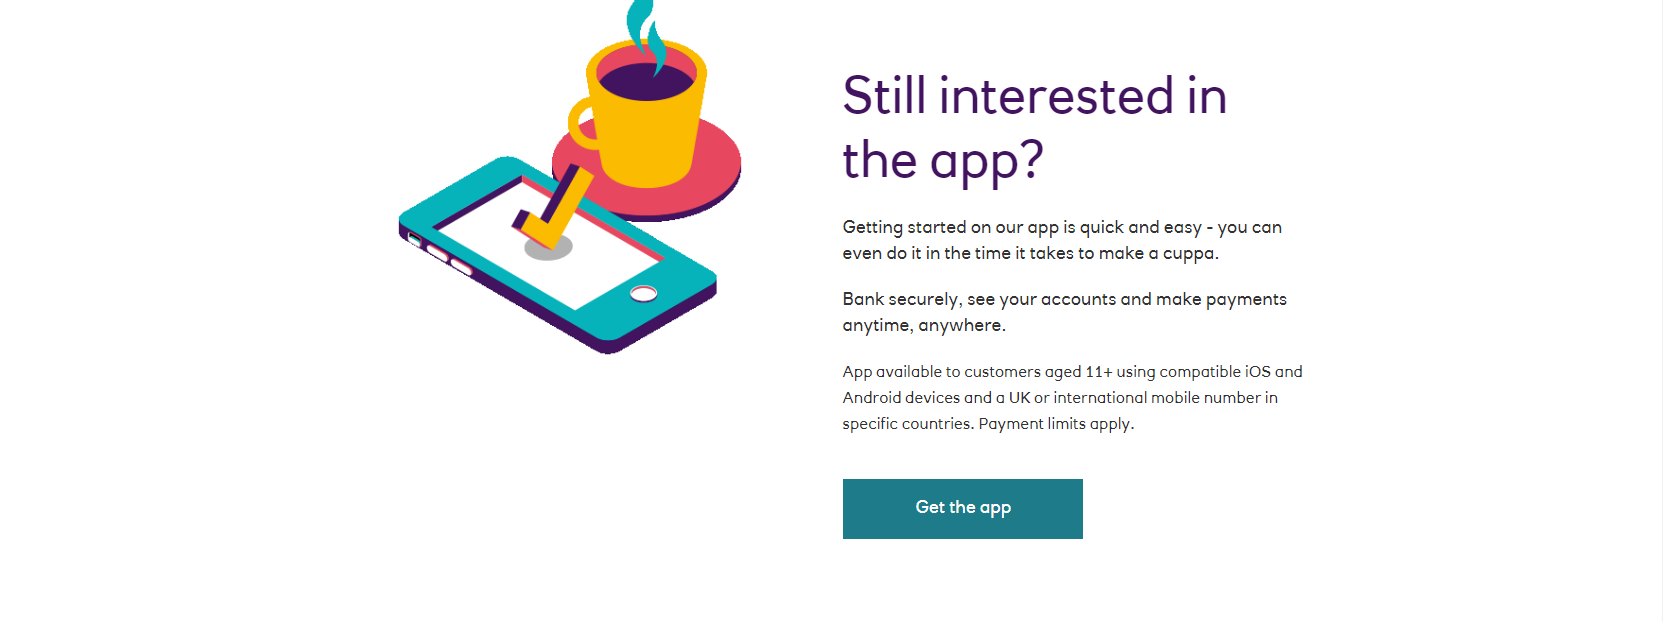 Still interested in
the app?
Getting started on our app is quick and easy - you can
even do it in the time it takes to make a cuppa.
Bank securely, see your accounts and make payments
anytime, anywhere.
App available to customers aged 11+ using compatible iOS and
Android devices and a UK or international mobile number in
specific countries. Payment limits apply.
Get the app